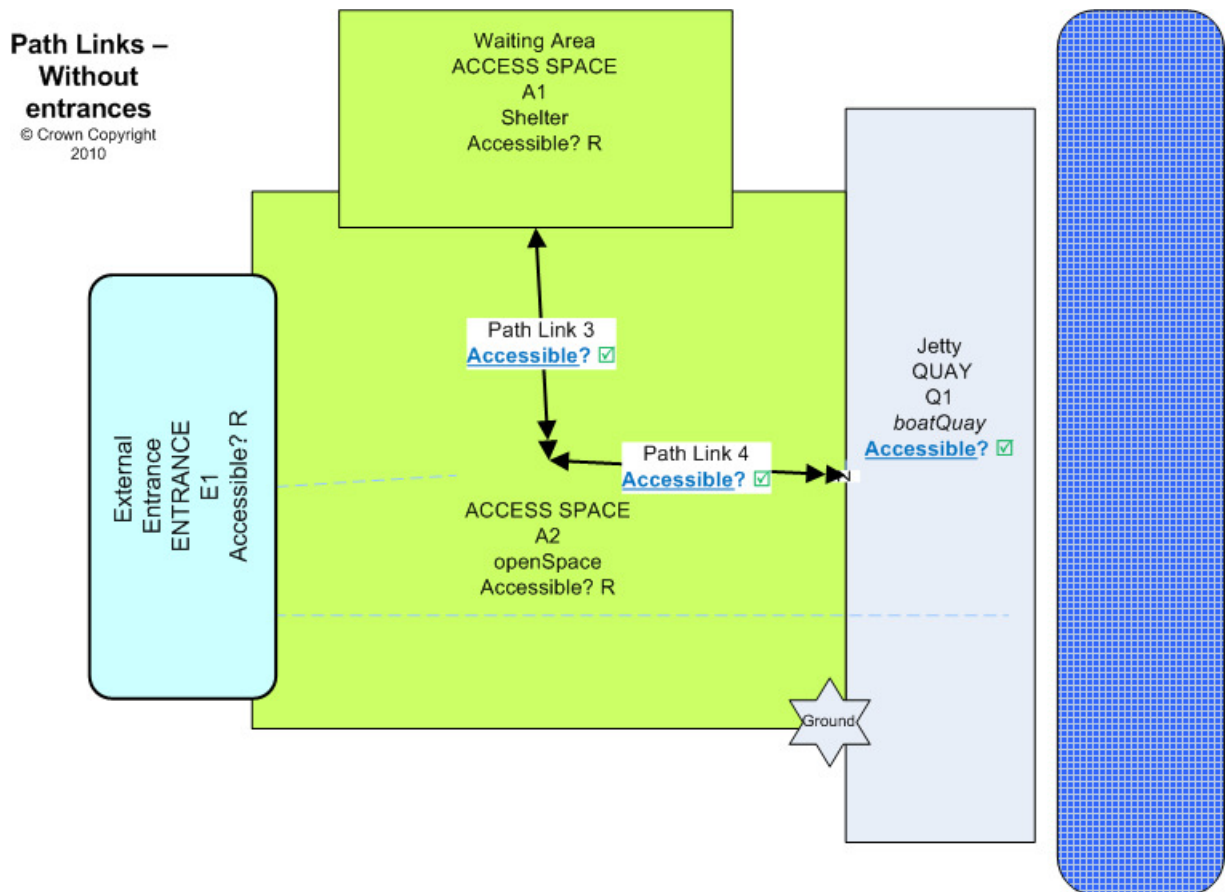 Path Links –
Without
entrances
© Crown Copyright
2010
Waiting Area
ACCESS SPACE
A1
Shelter
Accessible? R
Path Link 3
Accessible? ☑
Path Link 4
Accessible? ☑
Jetty
QUAY
Q1
boatQuay
Accessible? ☑
External
Entrance
ENTRANCE
E1
Accessible? R
ACCESS SPACE
A2
openSpace
Accessible? R
Ground